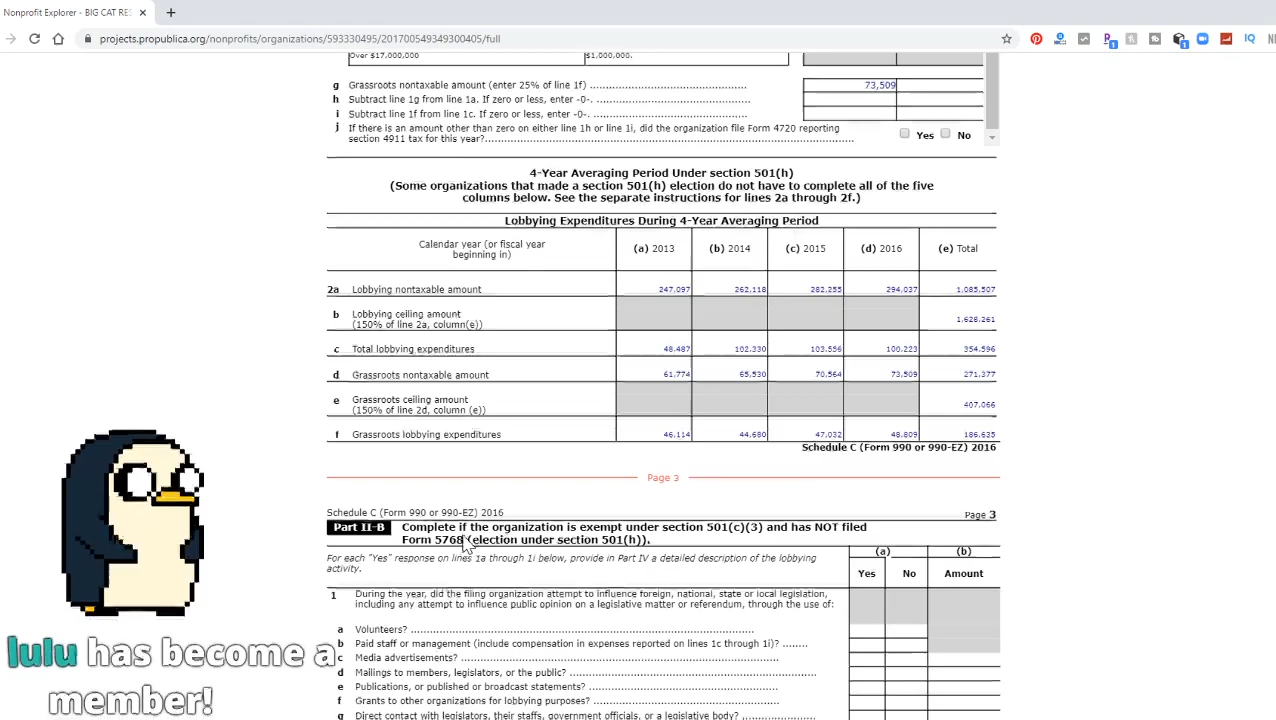 Nonprofit Explorer - BIG CAT RES
projects.propublica.org/nonprofits/organizations/593330495/201700549349300405/full
Over $17,000,000 $1,000,000.
g Grassroots nontaxable amount (enter 25% of line 1f) 73,509
h Subtract line 1g from line 1a. If zero or less, enter -0-.
i Subtract line 1f from line 1c. If zero or less, enter -0-.
j If there is an amount other than zero on either line 1h or line 1i, did the organization file Form 4720 reporting
section 4911 tax for this year? Yes No
4-Year Averaging Period Under section 501(h)
(Some organizations that made a section 501(h) election do not have to complete all of the five
columns below. See the separate instructions for lines 2a through 2f.)
Lobbying Expenditures During 4-Year Averaging Period
Calendar year (or fiscal year
beginning in) (a) 2013 (b) 2014 (c) 2015 (d) 2016 (e) Total
2a Lobbying nontaxable amount 247,097 262,118 282,255 294,037 1,085,507
b Lobbying ceiling amount
(150% of line 2a, column(e)) 1,628,261
c Total lobbying expenditures 48,487 102,330 103,556 100,223 354,596
d Grassroots nontaxable amount 61,774 65,530 70,564 73,509 271,377
e Grassroots ceiling amount
(150% of line 2d, column (e)) 407,066
f Grassroots lobbying expenditures 46,114 44,680 47,032 48,809 186,635
Schedule C (Form 990 or 990-EZ) 2016
Page 3
Schedule C (Form 990 or 990-EZ) 2016 Page 3
Part II-B Complete if the organization is exempt under section 501(c)(3) and has NOT filed
Form 5768 (election under section 501(h)).
For each "Yes" response on lines 1a through 1i below, provide in Part IV a detailed description of the lobbying
activity.
(a) (b)
Yes No Amount
1 During the year, did the filing organization attempt to influence foreign, national, state or local legislation,
including any attempt to influence public opinion on a legislative matter or referendum, through the use of:
a Volunteers?
b Paid staff or management (include compensation in expenses reported on lines 1c through 1i)?
c Media advertisements?
d Mailings to members, legislators, or the public?
e Publications, or published or broadcast statements?
f Grants to other organizations for lobbying purposes?
g Direct contact with legislators, their staffs, government officials, or a legislative body?
lulu has become a
member!